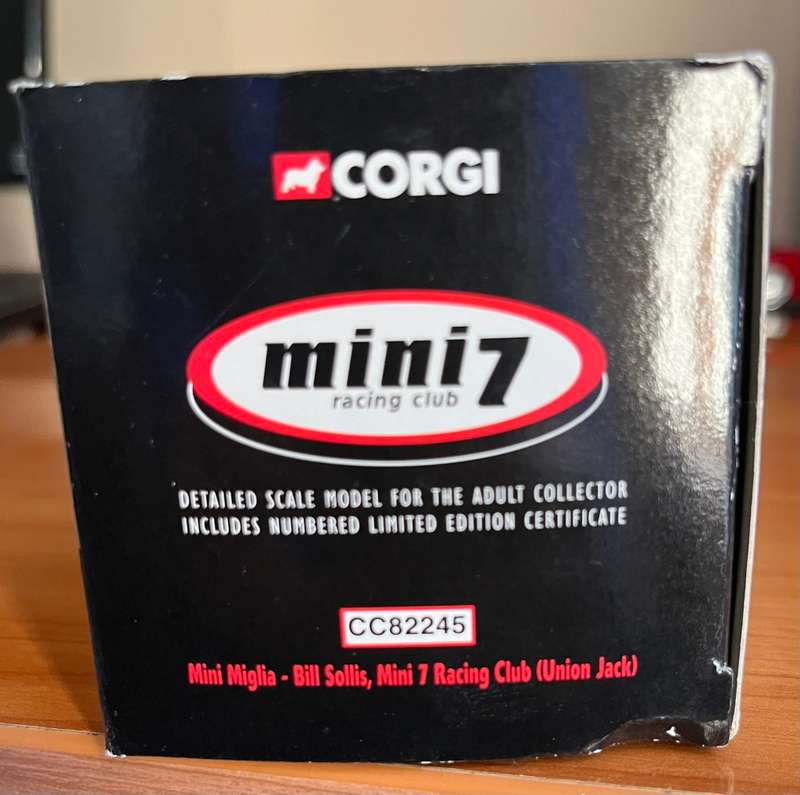 CORGI
mini 7
racing club
DETAILED SCALE MODEL FOR THE ADULT COLLECTOR
INCLUDES NUMBERED LIMITED EDITION CERTIFICATE
CC82245
Mini Miglia - Bill Sollis, Mini 7 Racing Club (Union Jack)